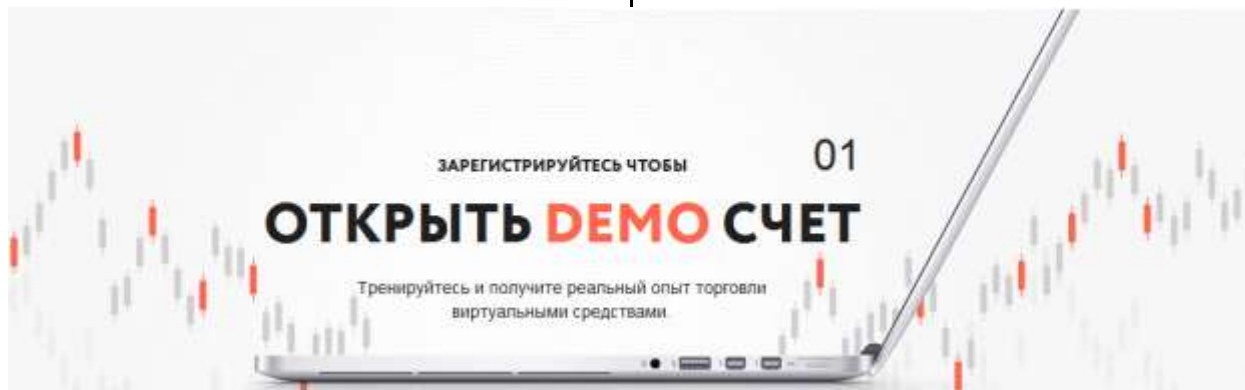 01
ЗАРЕГИСТРИРУЙТЕСЬ ЧТОБЫ
ОТКРЫТЬ DEMO СЧЕТ
Тренируйтесь и получите реальный опыт торговли
виртуальными средствами